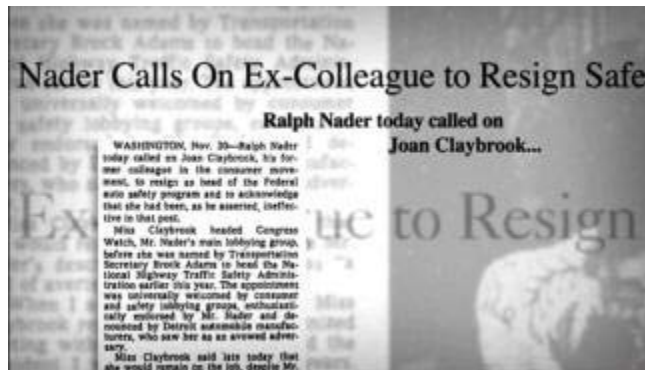 Nader Calls On Ex-Colleague to Resign Safe
Ralph Nader today called on
Joan Claybrook...
WASHINGTON, Nov. 30—Ralph Nader
today called on Joan Claybrook, his for-
mer colleague in the consumer move-
ment, to resign as head of the Federal
auto safety program and to acknowledge
that she had been, as he asserted, ineffec-
tive in that post.
Miss Claybrook headed Congress
Watch, Mr. Nader's main lobbying group,
before she was named by Transportation
Secretary Brock Adams to head the Na-
tional Highway Traffic Safety Adminis-
tration earlier this year. The appointment
was universally welcomed by consumer
and safety lobbying groups, enthusiasti-
cally endorsed by Mr. Nader and de-
nounced by Detroit automobile manufac-
turers, who saw her as an avowed adver-
sary.
Miss Claybrook said late today that
she would remain on the job, despite Mr.
Ex
ue to Resign